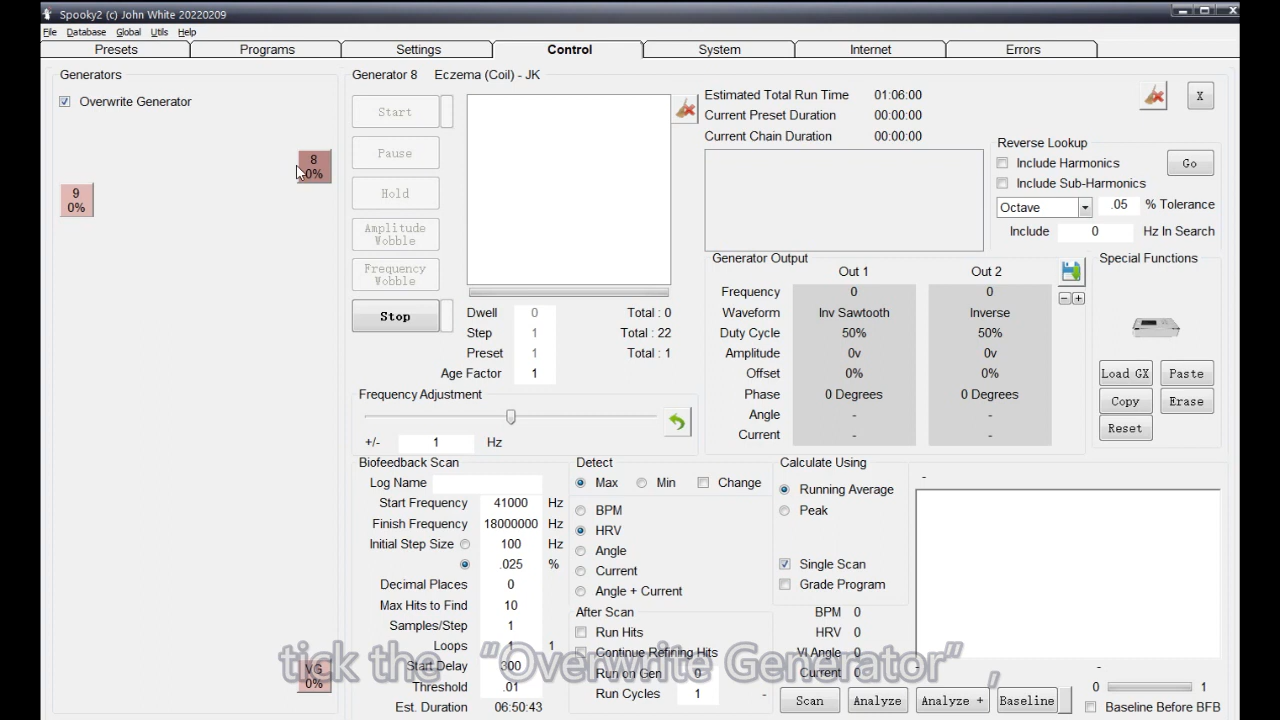 Spooky2 (c) John White 20220209
File Database Global Utils Help
Presets Programs Settings Control System Internet Errors
Generators
Overwrite Generator
8
0%
9
0%
VG
0%
Generator 8 Eczema (Coil) - JK
Start
Pause
Hold
Amplitude
Wobble
Frequency
Wobble
Stop
Dwell 0 Total : 0
Step 1 Total : 22
Preset 1 Total : 1
Age Factor 1
Frequency Adjustment
+/- 1 Hz
Estimated Total Run Time 01:06:00
Current Preset Duration 00:00:00
Current Chain Duration 00:00:00
X
Reverse Lookup
Include Harmonics
Include Sub-Harmonics
Go
Octave .05 % Tolerance
Include 0 Hz In Search
Generator Output
Out 1 Out 2
Frequency 0 0
Waveform Inv Sawtooth Inverse
Duty Cycle 50% 50%
Amplitude 0v 0v
Offset 0% 0%
Phase 0 Degrees 0 Degrees
Angle - -
Current - -
Special Functions
Load GX Paste
Copy Erase
Reset
Biofeedback Scan
Log Name
Start Frequency 41000 Hz
Finish Frequency 18000000 Hz
Initial Step Size 100 Hz
.025 %
Decimal Places 0
Max Hits to Find 10
Samples/Step 1
Loops 1 1
Start Delay 300
Threshold .01
Est. Duration 06:50:43
Detect
Max Min Change
BPM
HRV
Angle
Current
Angle + Current
After Scan
Run Hits
Continue Refining Hits
Run on Gen 0
Run Cycles 1 -
Calculate Using
Running Average
Peak
Single Scan
Grade Program
BPM 0
HRV 0
VI Angle 0
Current 0
-
- -
0 1
Scan Analyze Analyze + Baseline
Baseline Before BFB
tick the “Overwrite Generator” ,